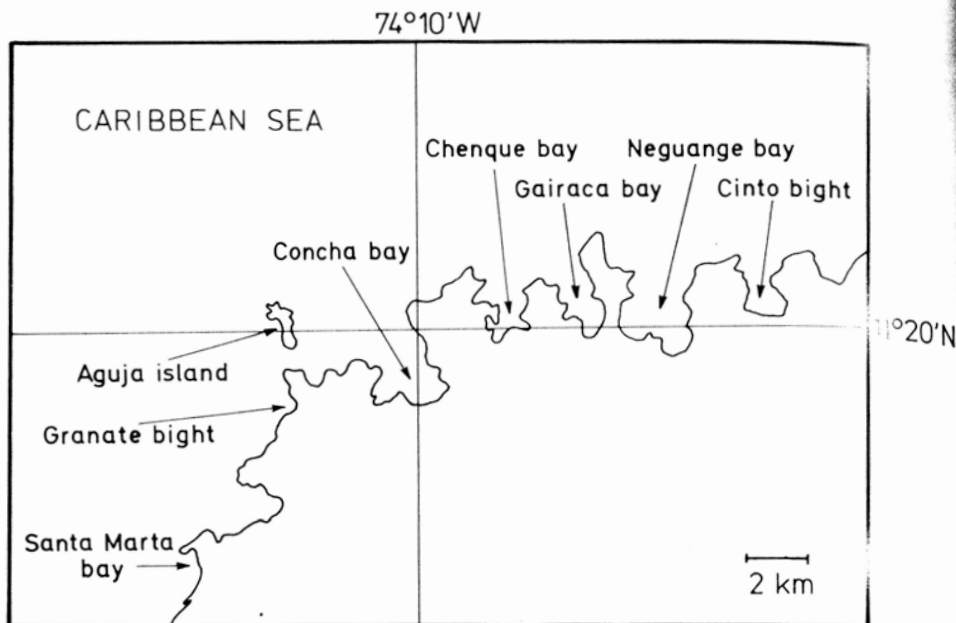 74°10'W
CARIBBEAN SEA
Chenque bay
Neguange bay
Gairaca bay
Cinto bight
Concha bay
11°20'N
Aguja island
Granate bight
Santa Marta
bay
2 km